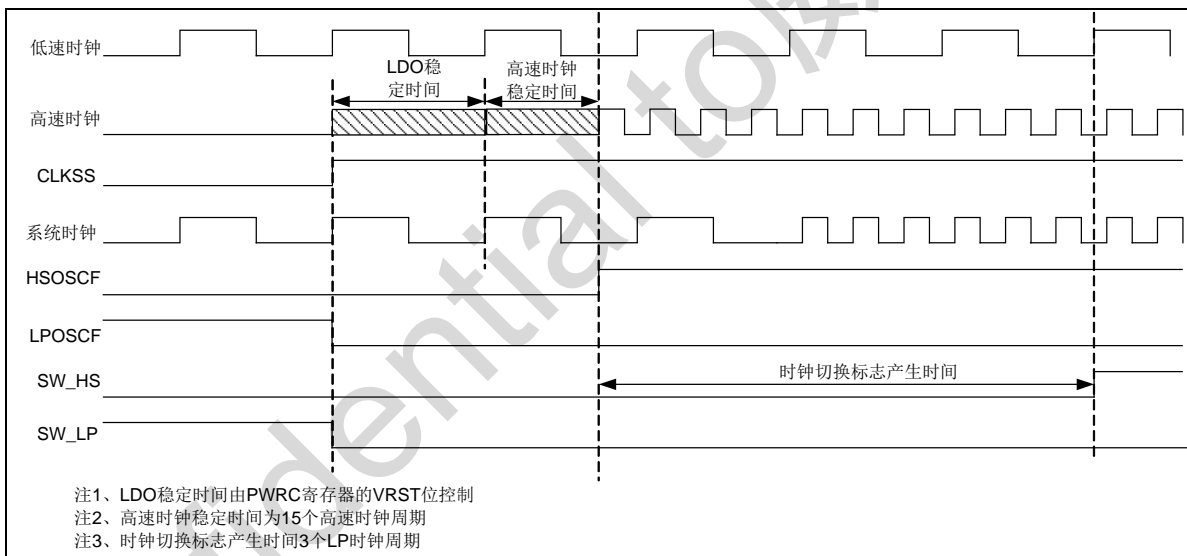 低速时钟
LDO稳
定时间
高速时钟
稳定时间
高速时钟
CLKSS
系统时钟
HSOSCF
LPOSCF
SW_HS
时钟切换标志产生时间
SW_LP
注1、LDO稳定时间由PWRC寄存器的VRST位控制
注2、高速时钟稳定时间为15个高速时钟周期
注3、时钟切换标志产生时间3个LP时钟周期
fidential to